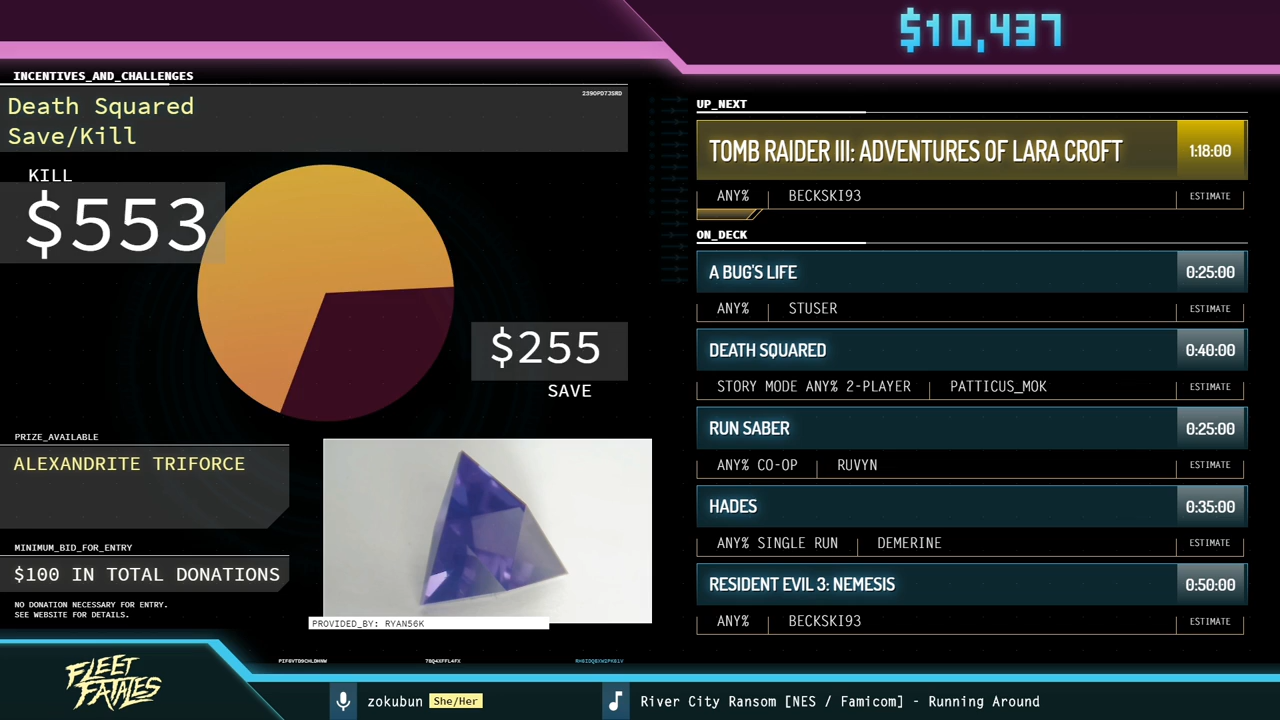 $10,437
INCENTIVES_AND_CHALLENGES
Death Squared
Save/Kill
239OPD7JSRD
KILL
$553
$255
SAVE
PRIZE_AVAILABLE
ALEXANDRITE TRIFORCE
MINIMUM_BID_FOR_ENTRY
$100 IN TOTAL DONATIONS
NO DONATION NECESSARY FOR ENTRY.
SEE WEBSITE FOR DETAILS.
PROVIDED_BY: RYAN56K
UP_NEXT
TOMB RAIDER III: ADVENTURES OF LARA CROFT 1:18:00
ANY% BECKSKI93 ESTIMATE
ON_DECK
A BUG'S LIFE 0:25:00
ANY% STUSER ESTIMATE
DEATH SQUARED 0:40:00
STORY MODE ANY% 2-PLAYER PATTICUS_MOK ESTIMATE
RUN SABER 0:25:00
ANY% CO-OP RUVYN ESTIMATE
HADES 0:35:00
ANY% SINGLE RUN DEMERINE ESTIMATE
RESIDENT EVIL 3: NEMESIS 0:50:00
ANY% BECKSKI93 ESTIMATE
FLEET
FATALES
zokubun She/Her
River City Ransom [NES / Famicom] - Running Around